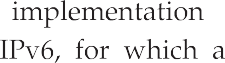 implementation
IPv6, for which a